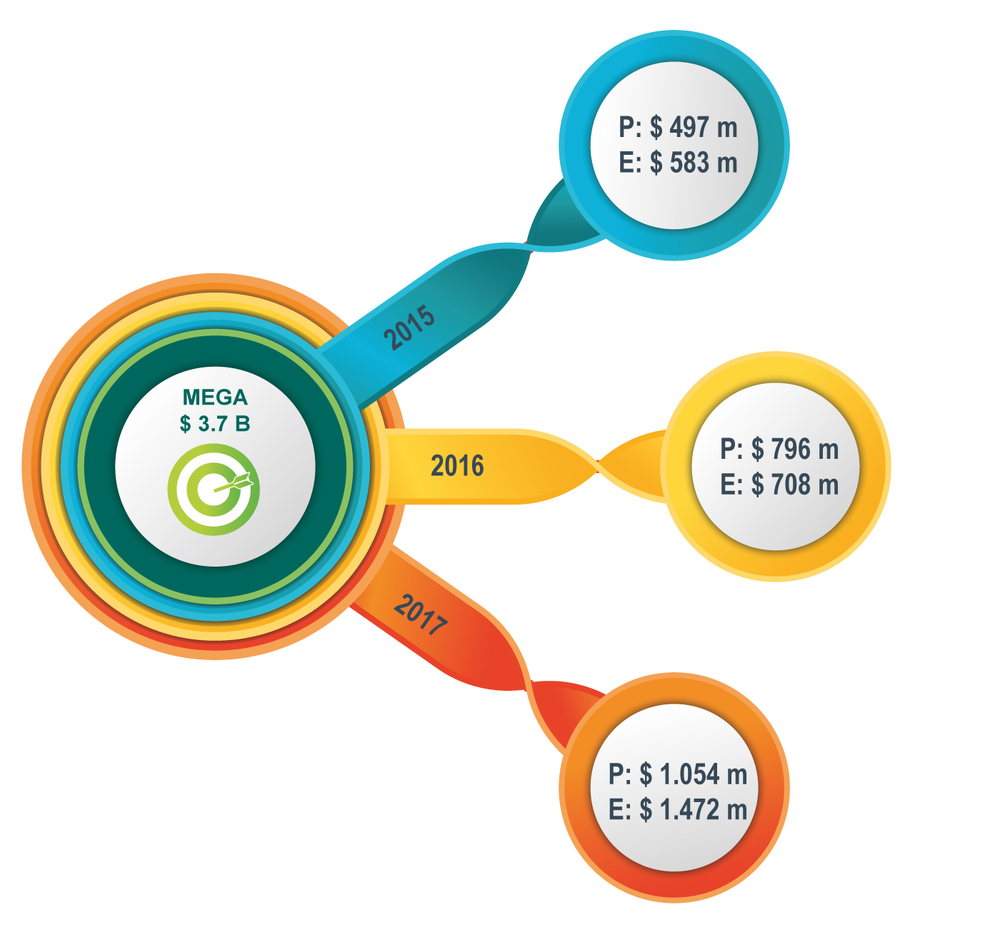 MEGA
$ 3.7 B
2015
P: $ 497 m
E: $ 583 m
2016
P: $ 796 m
E: $ 708 m
2017
P: $ 1.054 m
E: $ 1.472 m